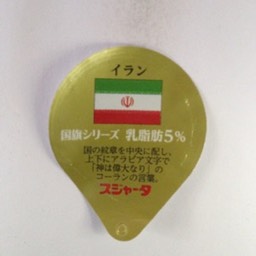 イラン
国旗シリーズ 乳脂肪5%
国の紋章を中央に配し、
上下にアラビア文字で
「神は偉大なり」の
コーランの言葉。
スジャータ